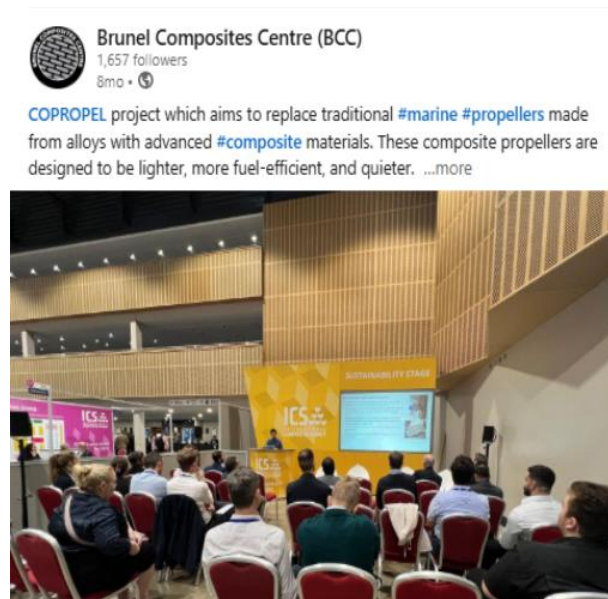 Brunel Composites Centre (BCC)
1,657 followers
8mo •
COPROPEL project which aims to replace traditional #marine #propellers made
from alloys with advanced #composite materials. These composite propellers are
designed to be lighter, more fuel-efficient, and quieter. ...more
SUSTAINABILITY STAGE
ICS
ICS
ICS